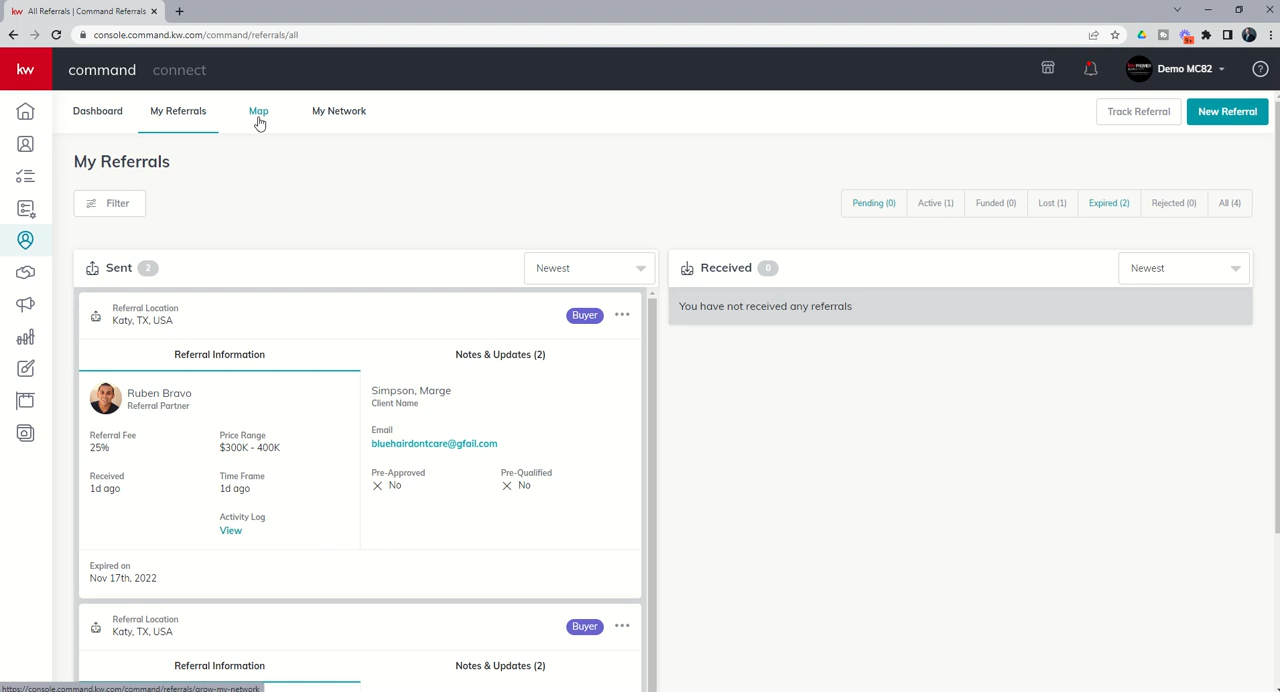 kw All Referrals | Command Referrals
console.command.kw.com/command/referrals/all
9+
kw command connect
Demo MC82
Dashboard My Referrals Map My Network
Track Referral New Referral
My Referrals
Filter
Pending (0) Active (1) Funded (0) Lost (1) Expired (2) Rejected (0) All (4)
Sent 2 Newest
Received 0 Newest
You have not received any referrals
Referral Location
Katy, TX, USA
Buyer
Referral Information Notes & Updates (2)
Ruben Bravo
Referral Partner
Simpson, Marge
Client Name
Referral Fee
25%
Price Range
$300K - 400K
Email
bluehairdontcare@gfail.com
Received
1d ago
Time Frame
1d ago
Pre-Approved
No
Pre-Qualified
No
Activity Log
View
Expired on
Nov 17th, 2022
Referral Location
Katy, TX, USA
Buyer
Referral Information Notes & Updates (2)
https://console.command.kw.com/command/referrals/grow-my-network